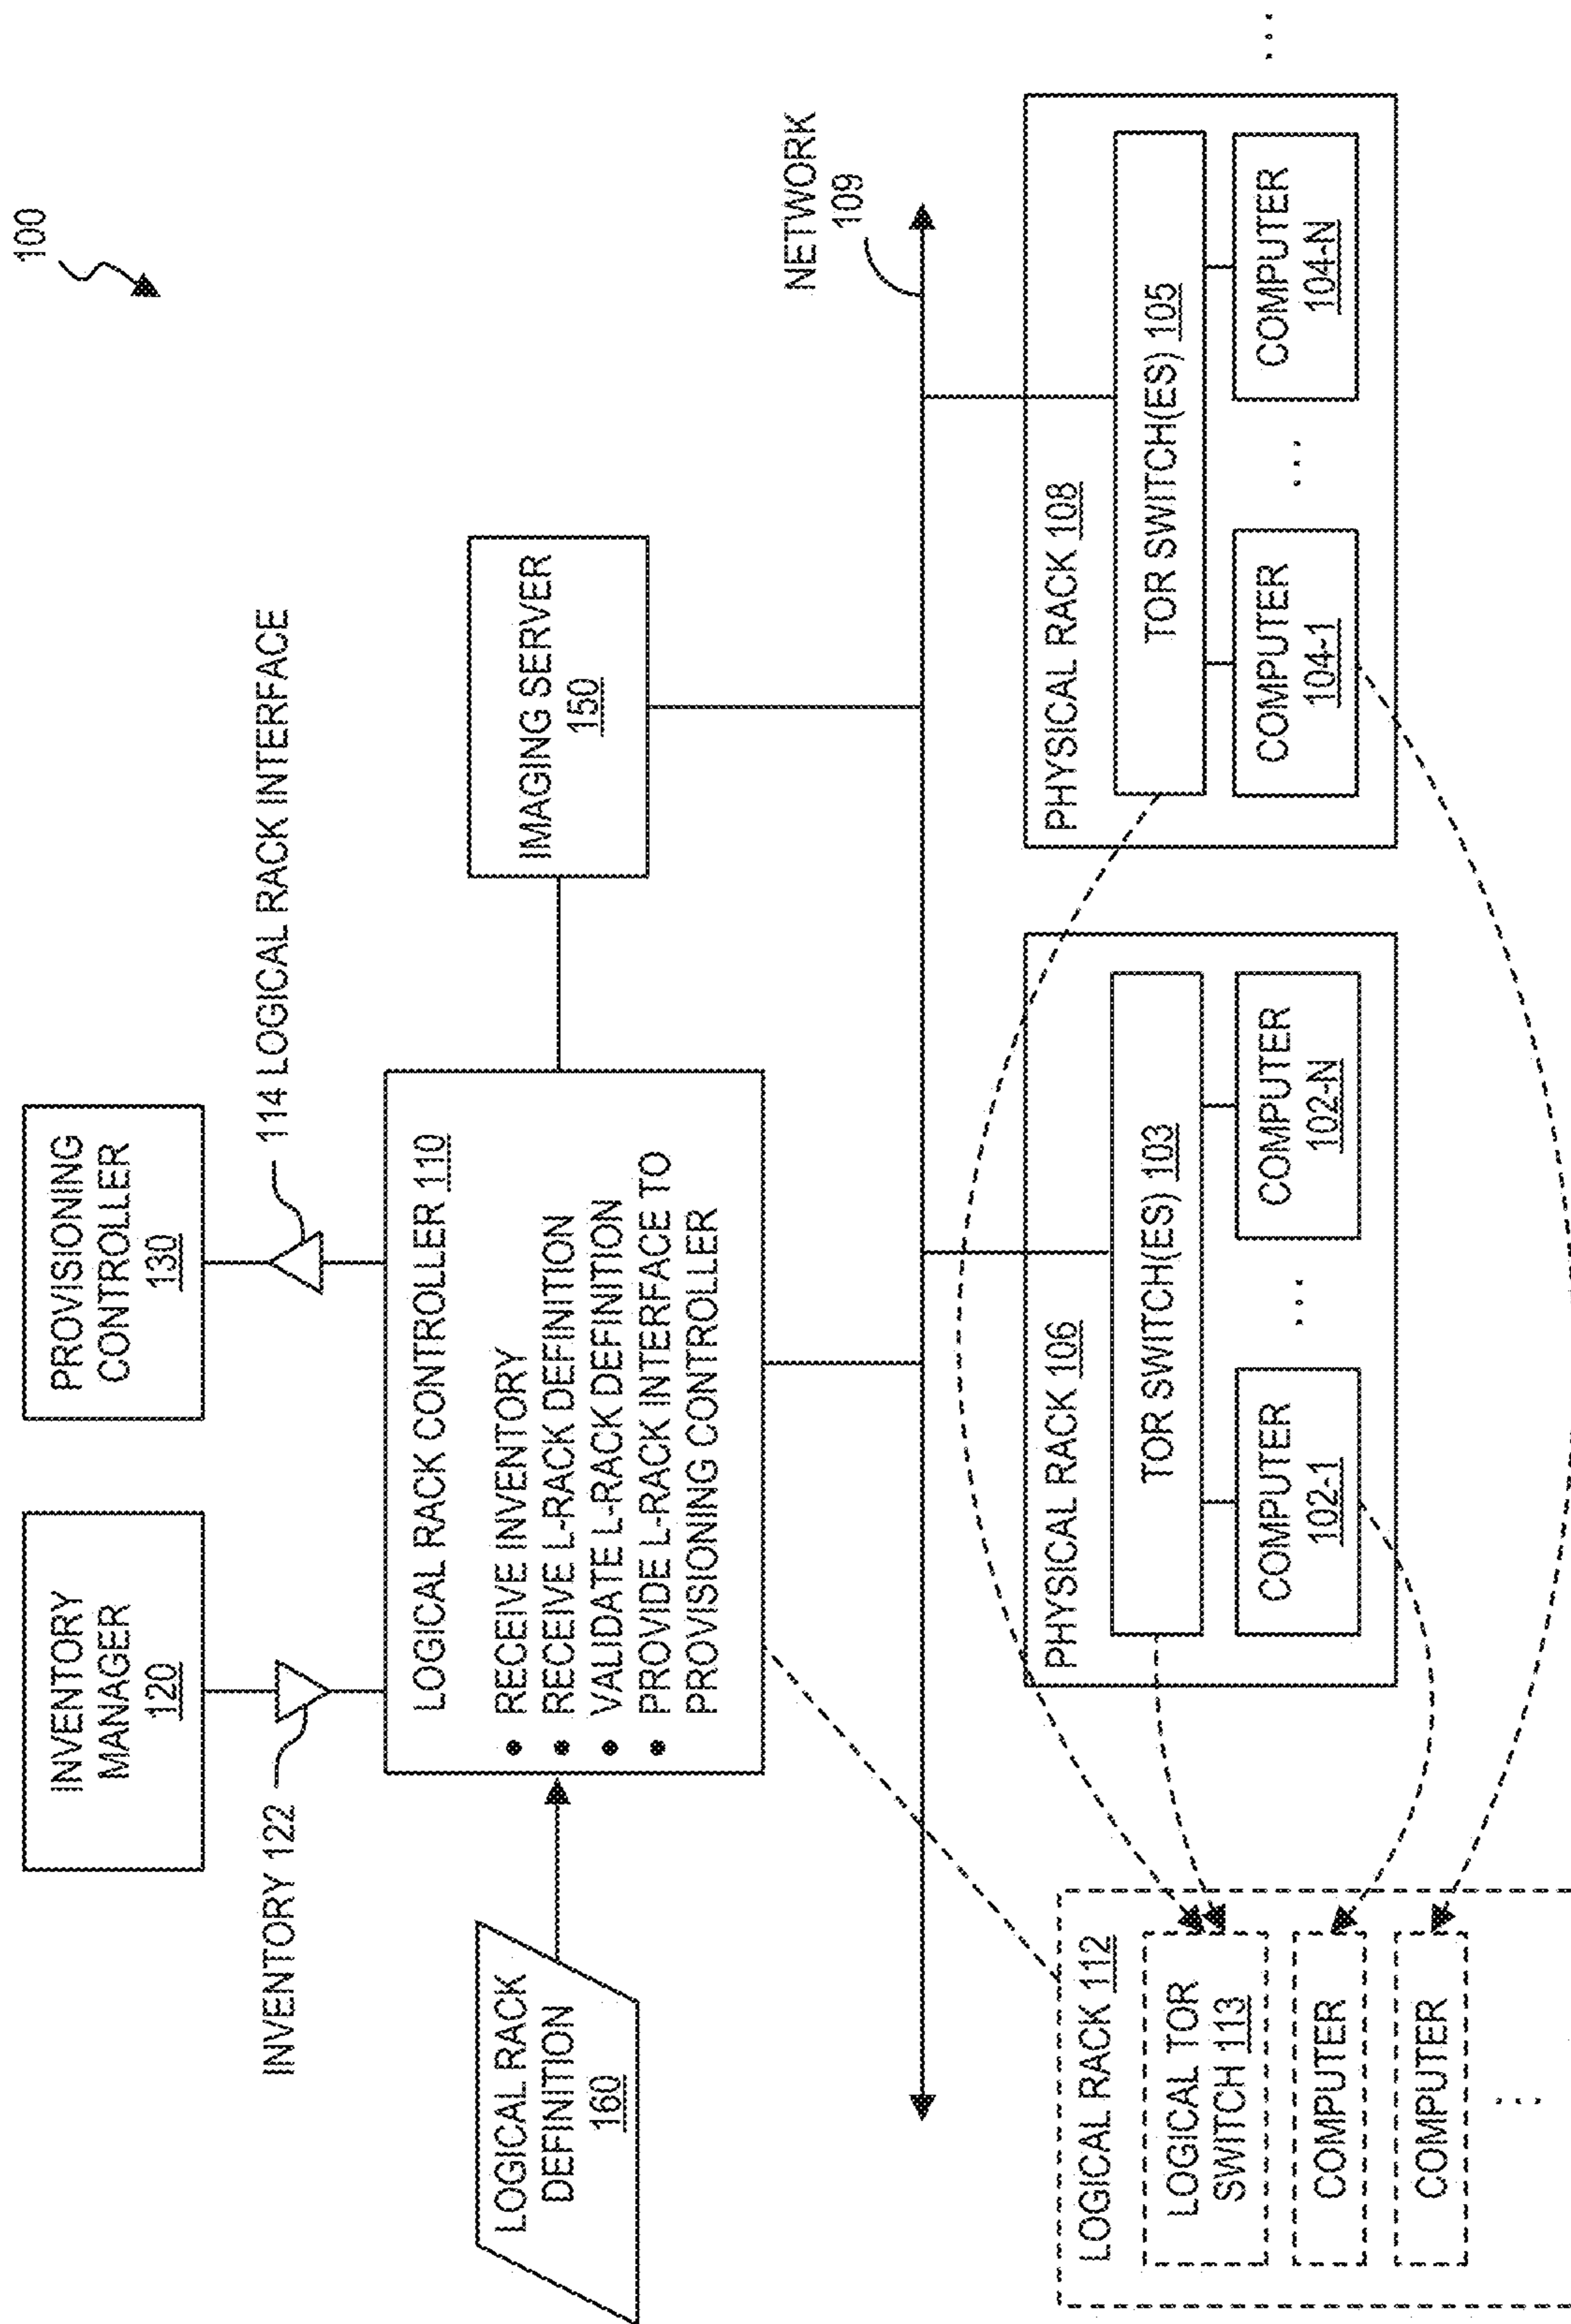 100
INVENTORY
MANAGER
120
PROVISIONING
CONTROLLER
130
INVENTORY 122
114 LOGICAL RACK INTERFACE
LOGICAL RACK
DEFINITION
160
LOGICAL RACK CONTROLLER 110
• RECEIVE INVENTORY
• RECEIVE L-RACK DEFINITION
• VALIDATE L-RACK DEFINITION
• PROVIDE L-RACK INTERFACE TO
PROVISIONING CONTROLLER
IMAGING SERVER
150
NETWORK
109
LOGICAL RACK 112
LOGICAL TOR
SWITCH 113
COMPUTER
COMPUTER
...
PHYSICAL RACK 106
TOR SWITCH(ES) 103
COMPUTER
102-1
...
COMPUTER
102-N
PHYSICAL RACK 108
TOR SWITCH(ES) 105
COMPUTER
104-1
...
COMPUTER
104-N
...